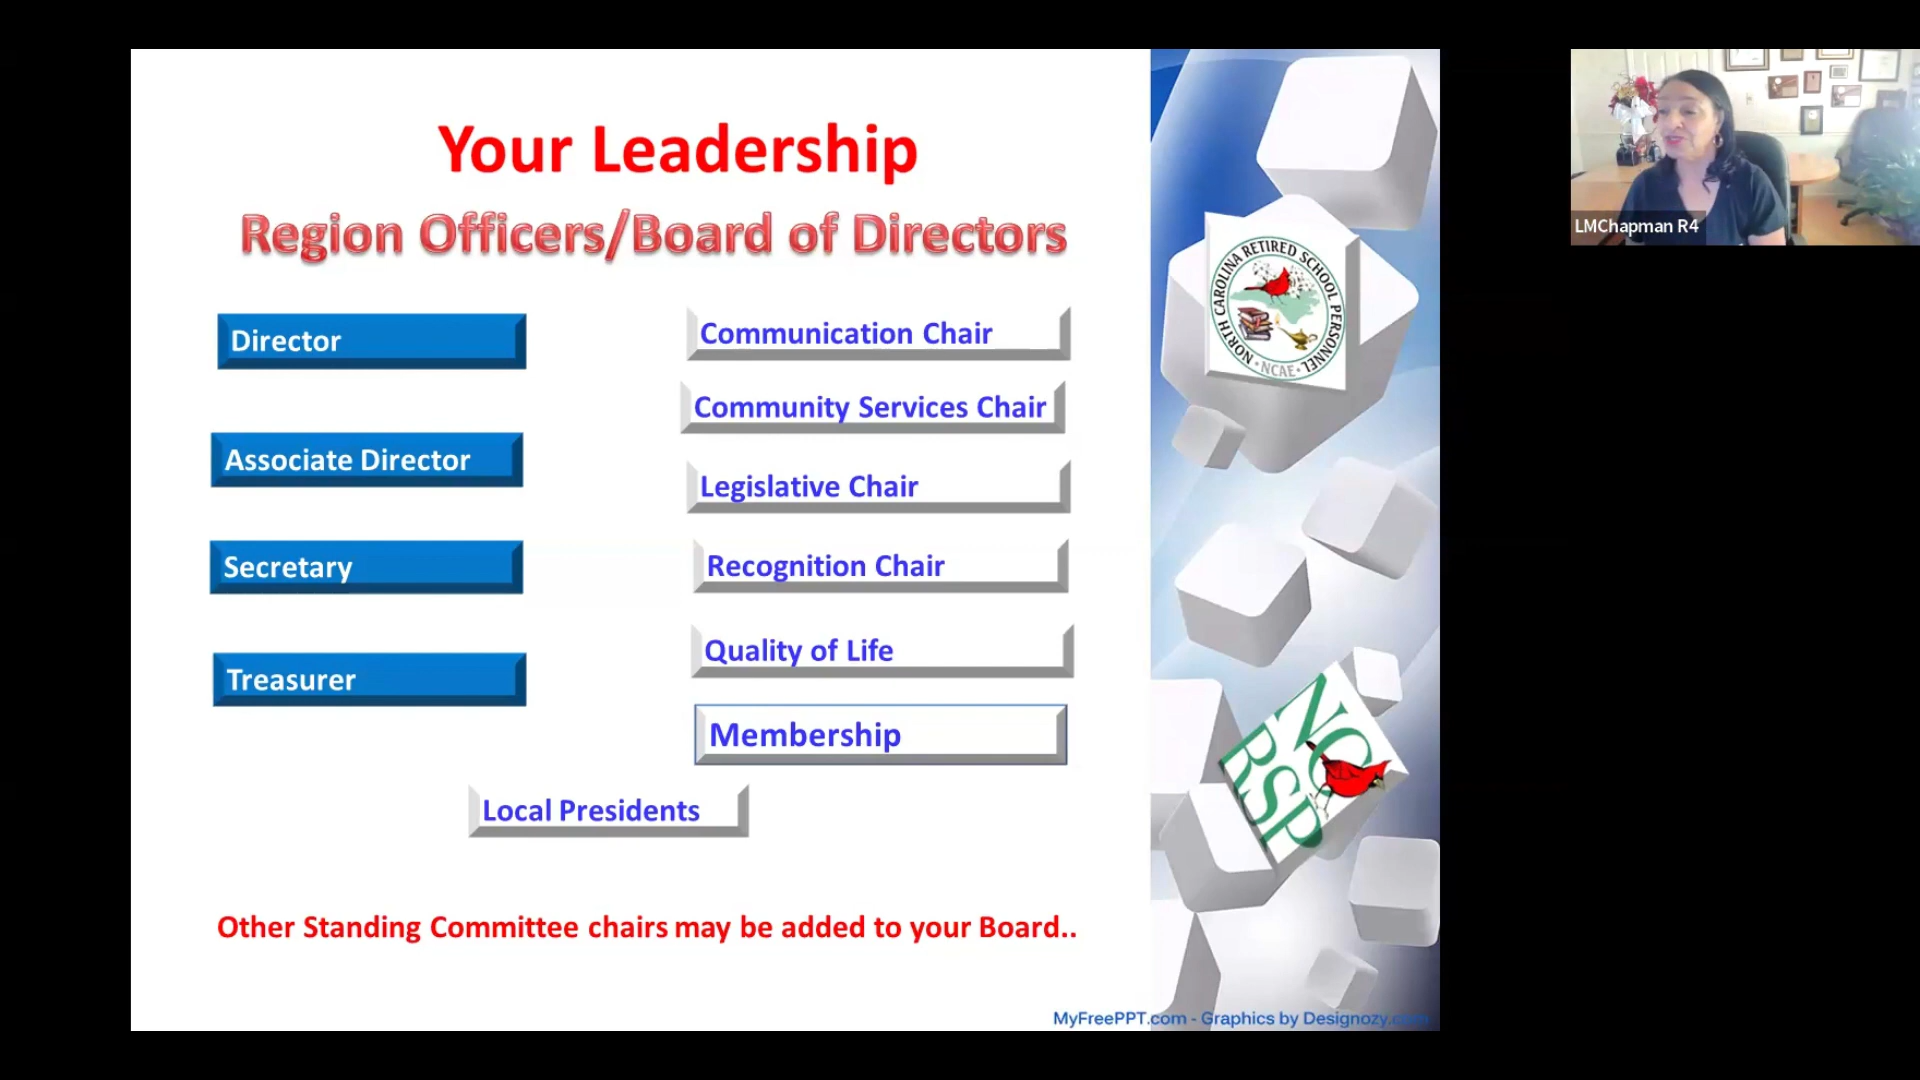 Your Leadership
Region Officers/Board of Directors
Director
Associate Director
Secretary
Treasurer
Communication Chair
Community Services Chair
Legislative Chair
Recognition Chair
Quality of Life
Membership
Local Presidents
Other Standing Committee chairs may be added to your Board..
NORTH CAROLINA RETIRED SCHOOL PERSONNEL
• NCAE •
NC
RSP
MyFreePPT.com - Graphics by Designozy.com
LMChapman R4